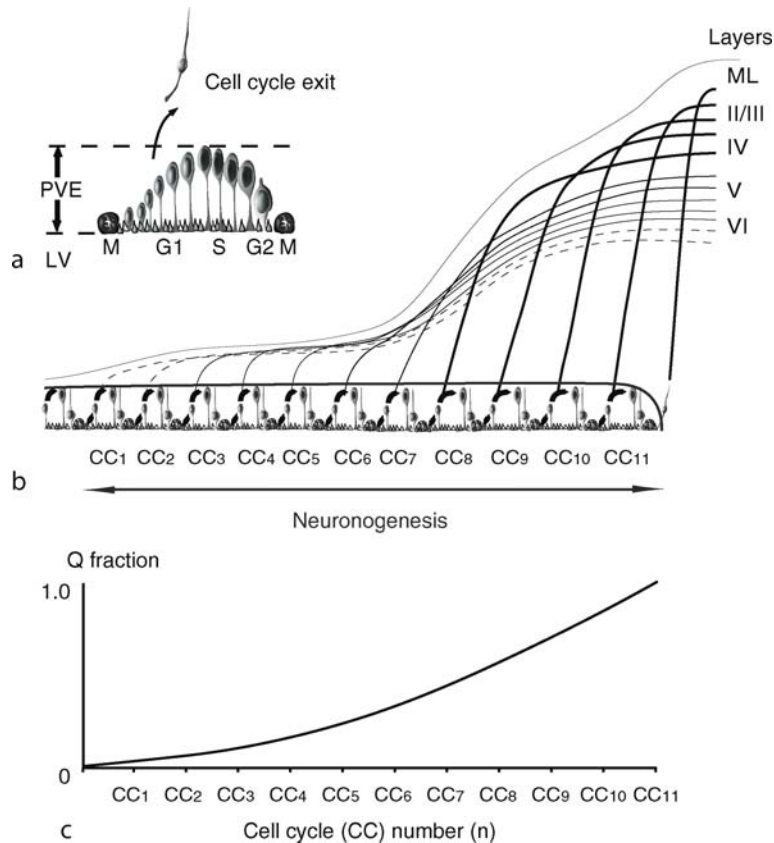 Layers
Cell cycle exit
ML
II/III
IV
PVE
V
VI
M G1 S G2 M
a LV
CC1 CC2 CC3 CC4 CC5 CC6 CC7 CC8 CC9 CC10 CC11
b
Neuronogenesis
Q fraction
1.0
0
CC1 CC2 CC3 CC4 CC5 CC6 CC7 CC8 CC9 CC10 CC11
c Cell cycle (CC) number (n)